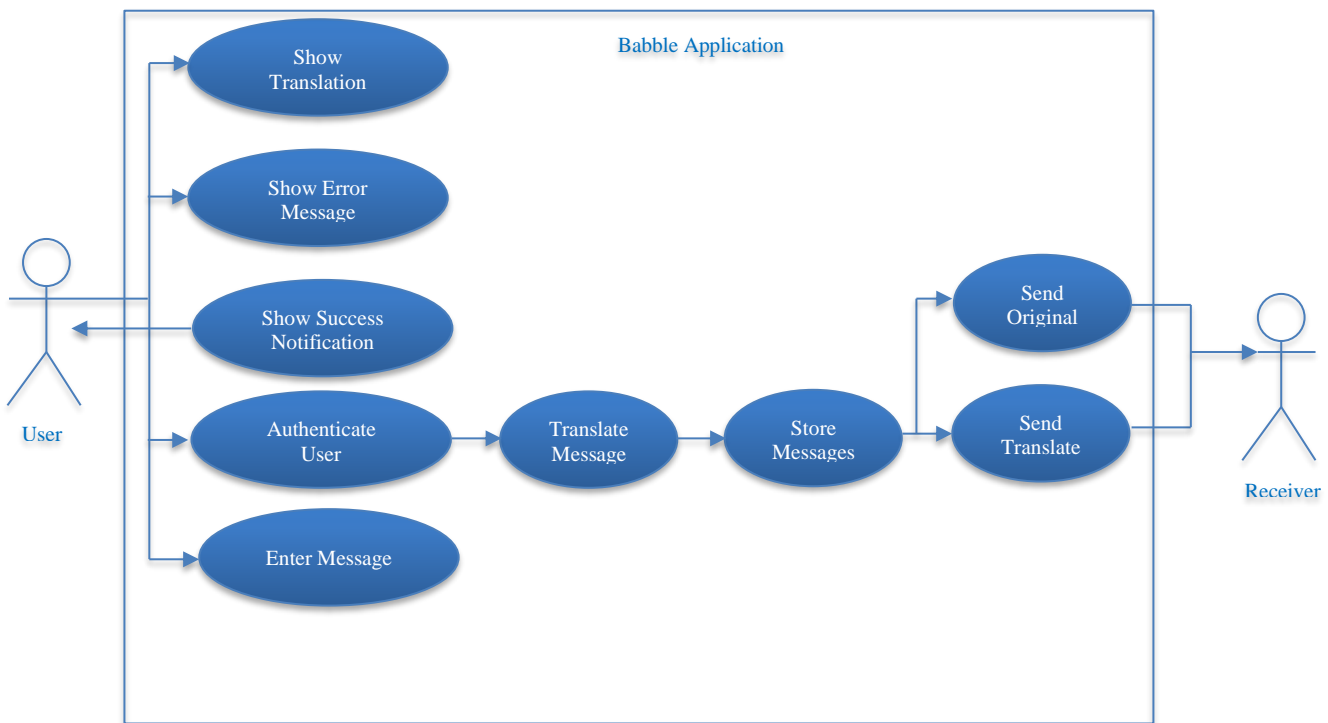 Babble Application
Show
Translation
Show Error
Message
Show Success
Notification
Authenticate
User
Enter Message
Translate
Message
Store
Messages
Send
Original
Send
Translate
User
Receiver